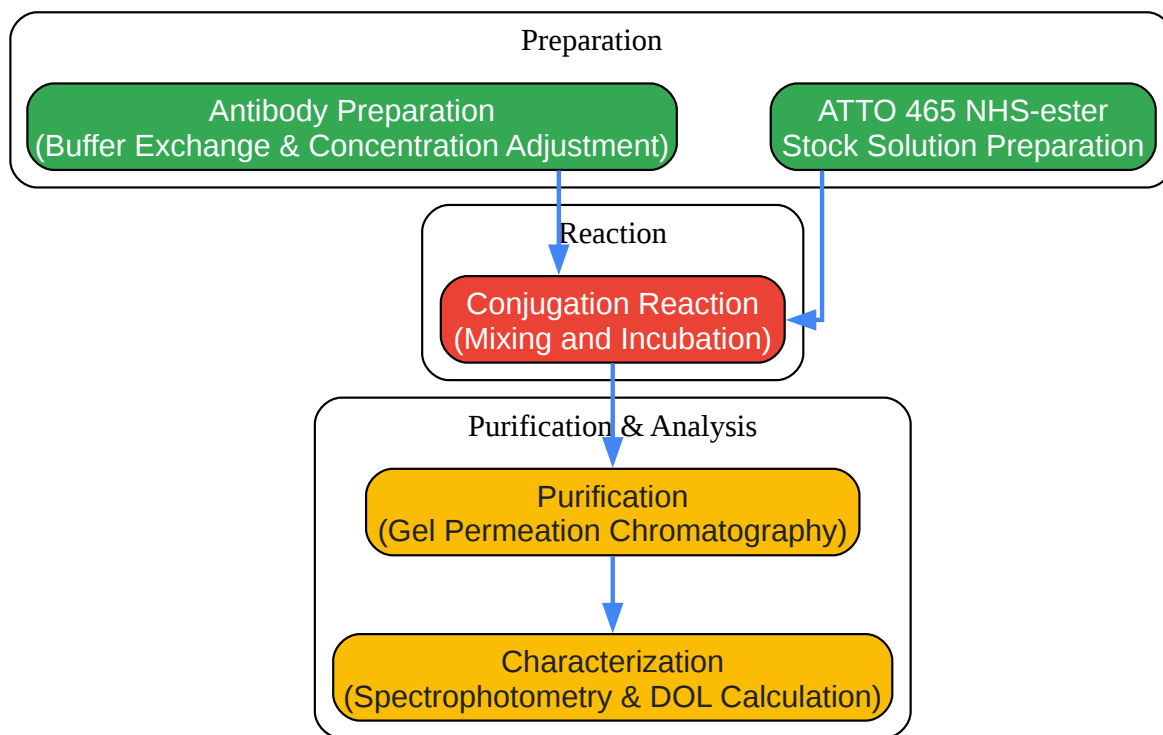 Preparation
Antibody Preparation
(Buffer Exchange & Concentration Adjustment)
ATTO 465 NHS-ester
Stock Solution Preparation
Reaction
Conjugation Reaction
(Mixing and Incubation)
Purification & Analysis
Purification
(Gel Permeation Chromatography)
Characterization
(Spectrophotometry & DOL Calculation)